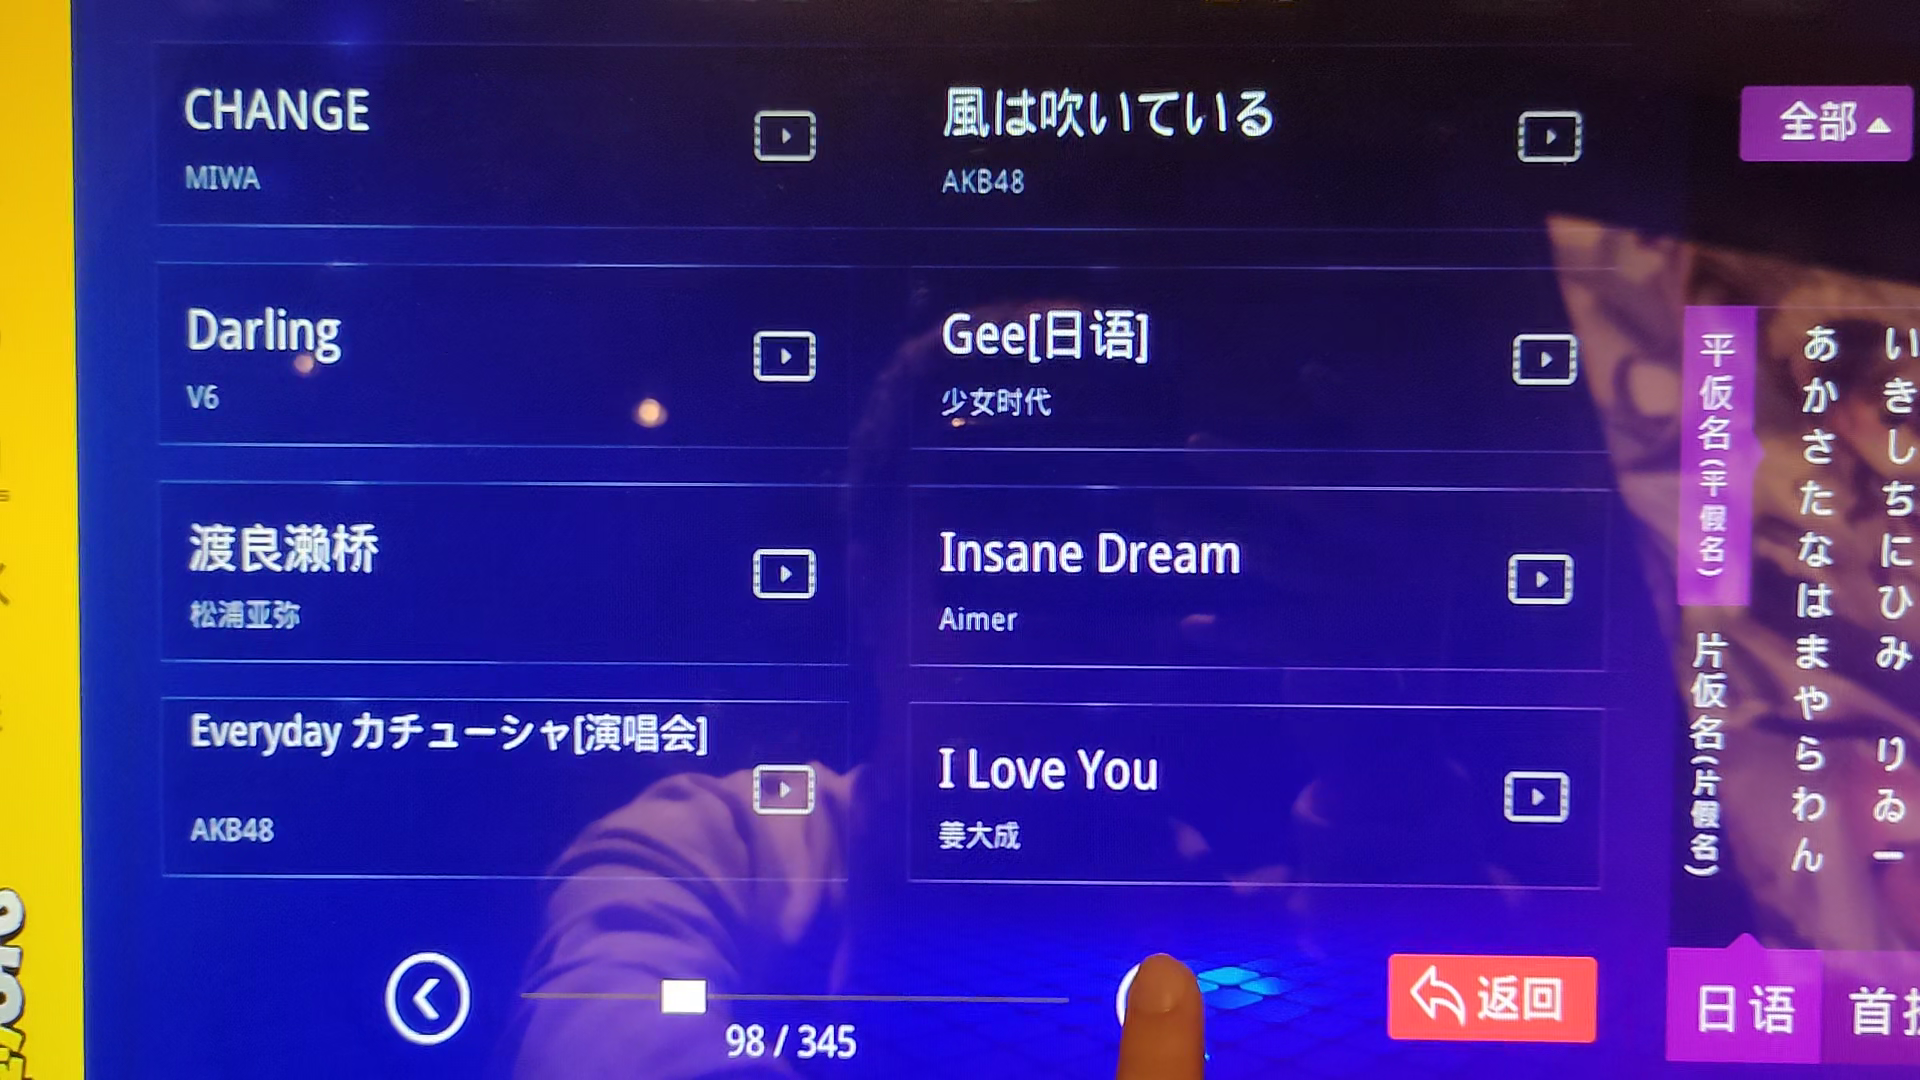 CHANGE
MIWA
風は吹いている
AKB48
全部
Darling
V6
Gee[日语]
少女时代
渡良瀬桥
松浦亚弥
Insane Dream
Aimer
Everyday カチューシャ[演唱会]
AKB48
I Love You
姜大成
平仮名(平假名)
片仮名(片假名)
あかさたなはまやらわん
いきしちにひみ りゐー
98 / 345
返回
日语
首